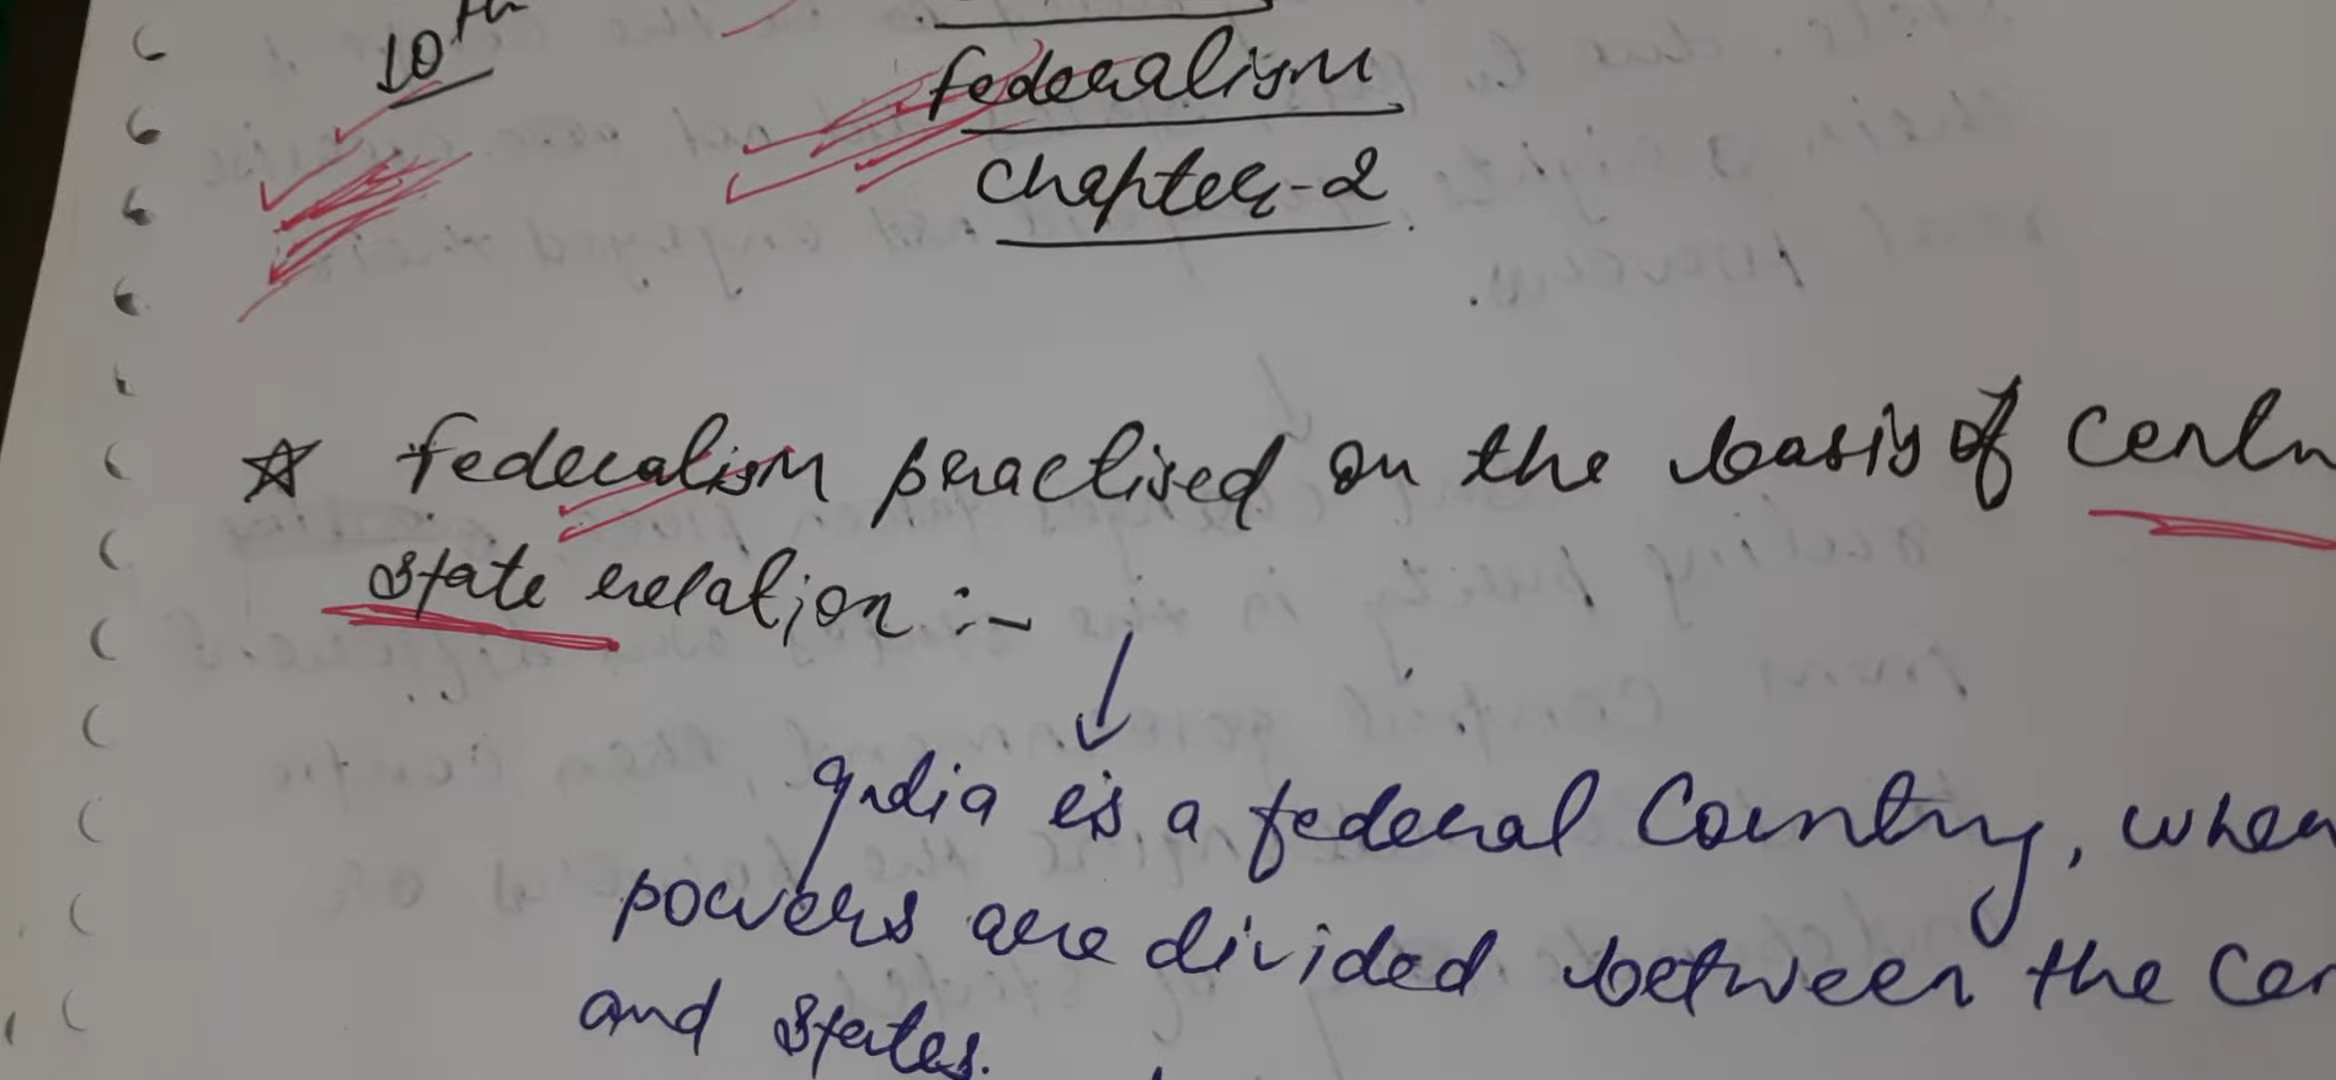 10th
Federalism
Chapter-2
☆ Federalism practised on the basis of
state relation :-
↓
India is a federal Country,
powers are divided between the
and states.